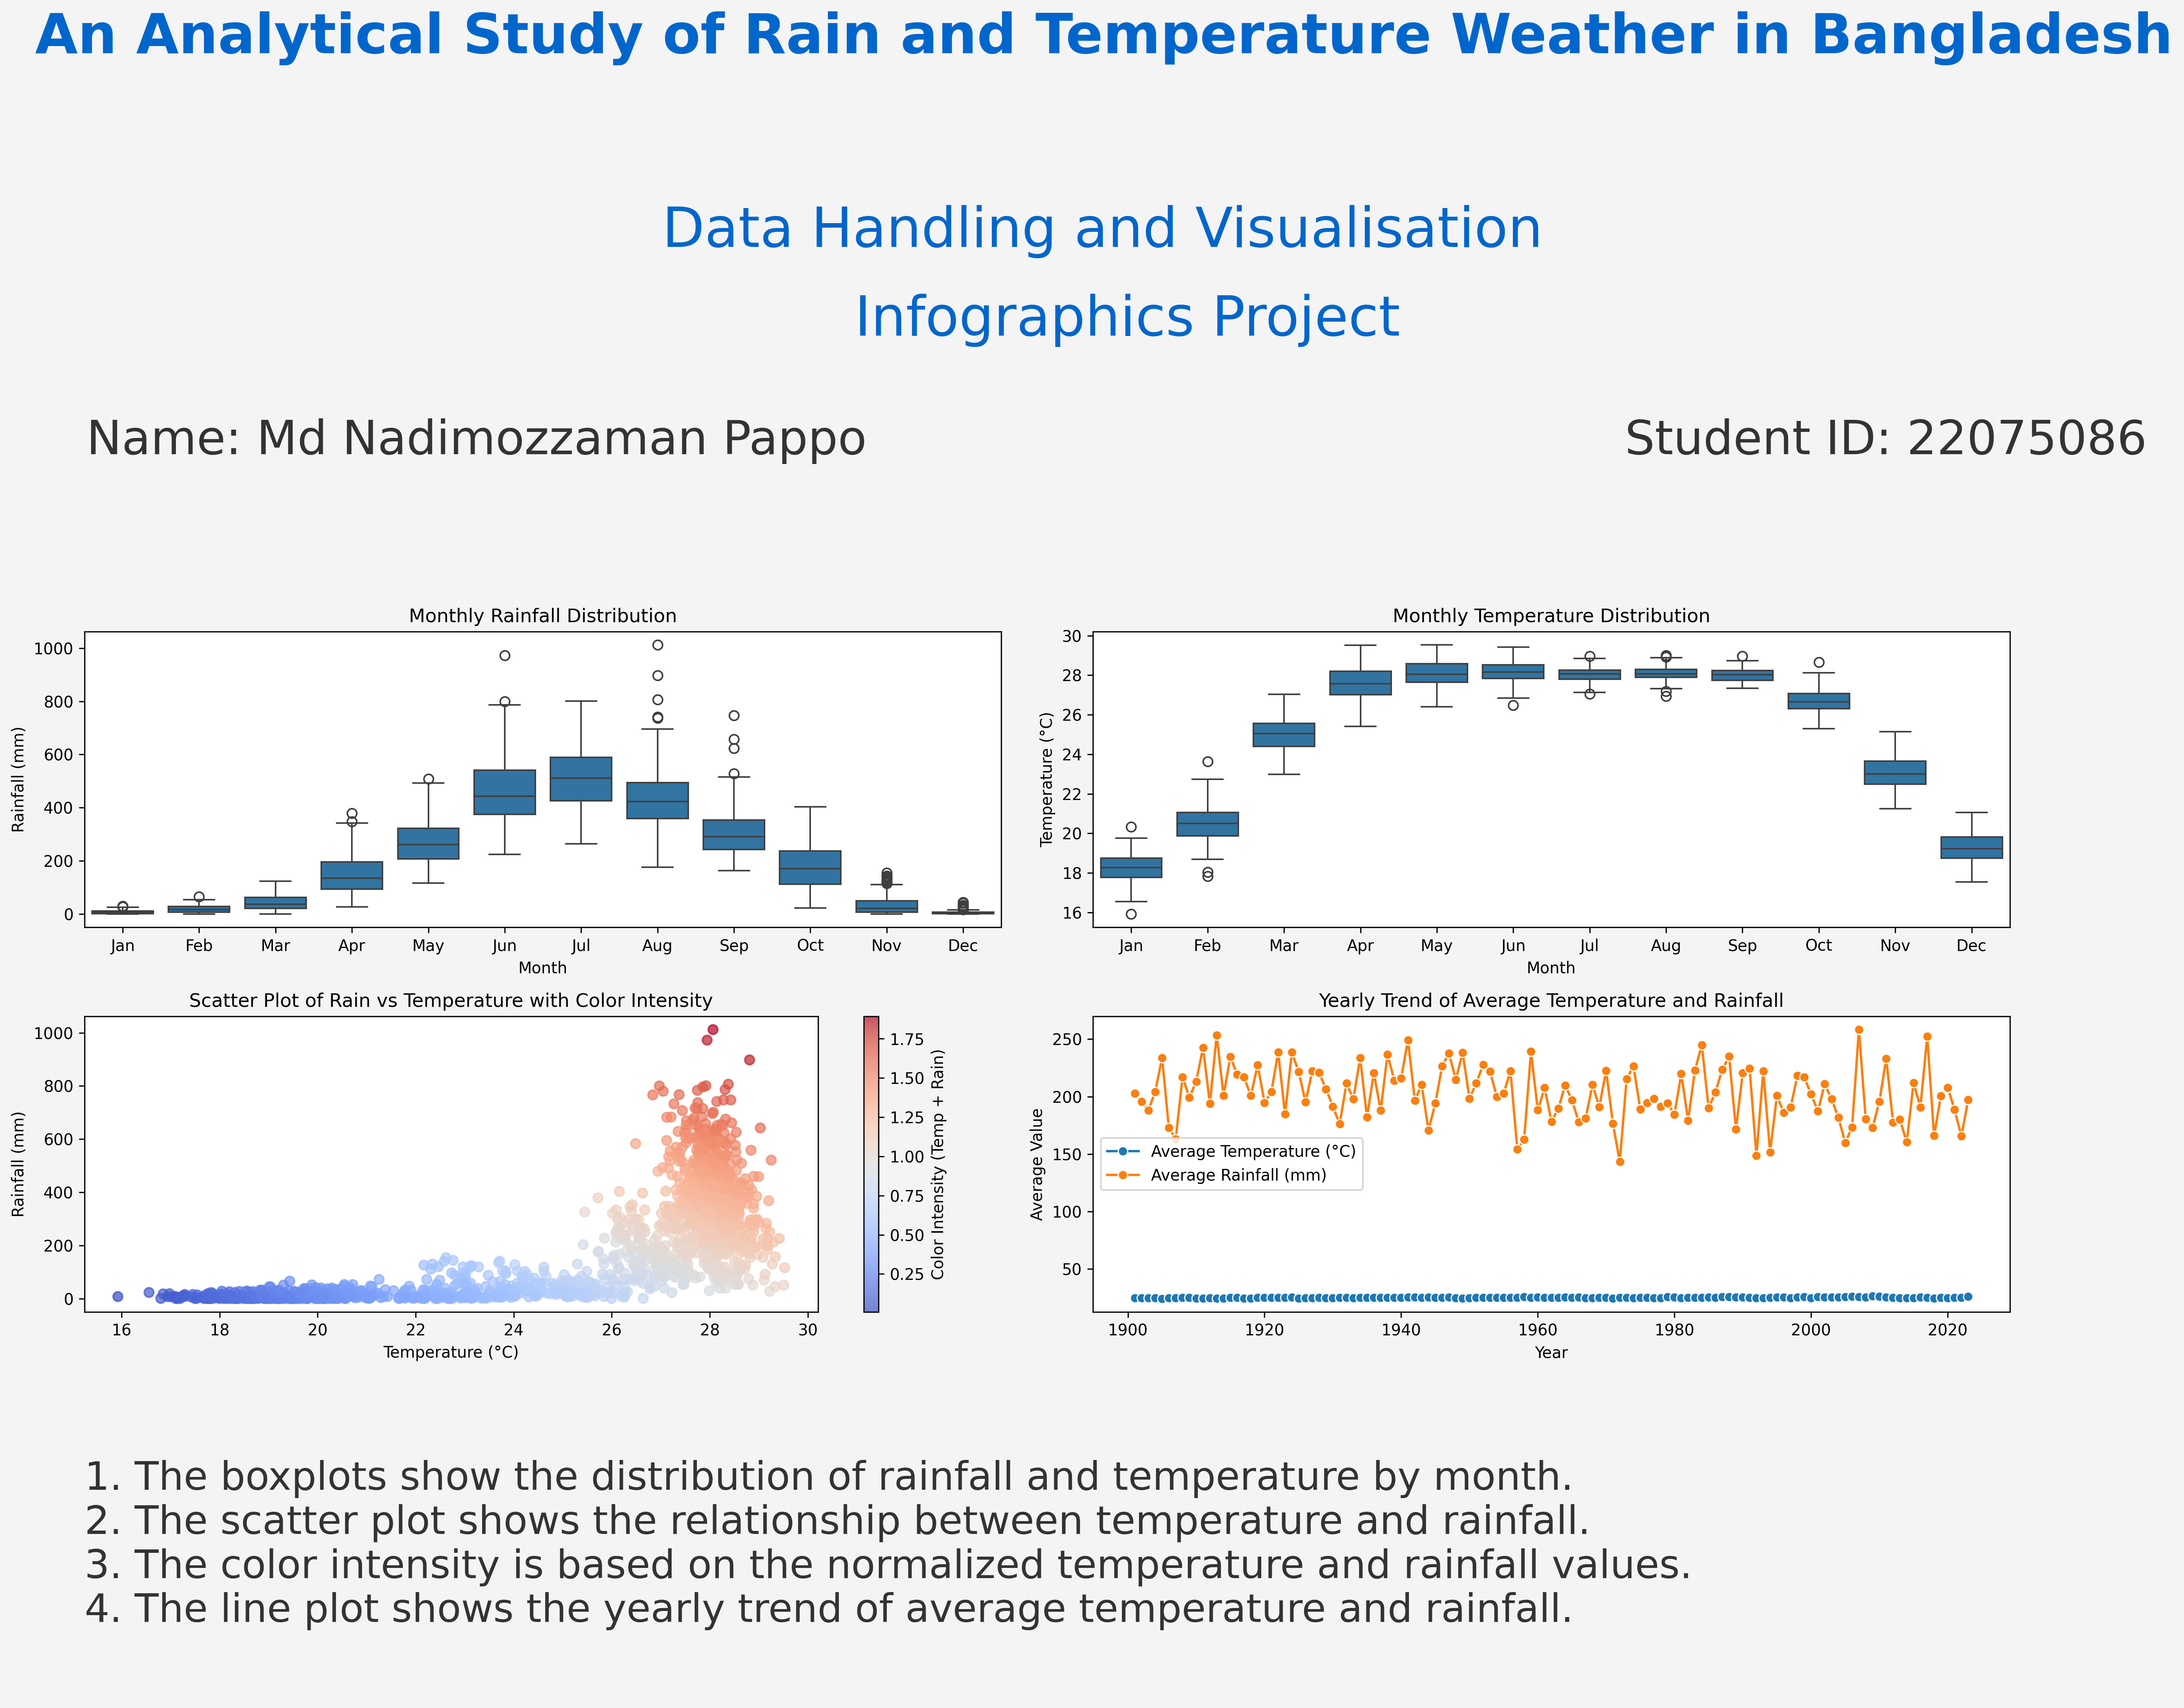 An Analytical Study of Rain and Temperature Weather in Bangladesh
Data Handling and Visualisation
Infographics Project
Name: Md Nadimozzaman Pappo
Student ID: 22075086
Monthly Rainfall Distribution
1000
800
600
400
200
0
Rainfall (mm)
Jan Feb Mar Apr May Jun Jul Aug Sep Oct Nov Dec
Month
Monthly Temperature Distribution
30
28
26
24
22
20
18
16
Temperature (°C)
Jan Feb Mar Apr May Jun Jul Aug Sep Oct Nov Dec
Month
Scatter Plot of Rain vs Temperature with Color Intensity
1000
800
600
400
200
0
Rainfall (mm)
16 18 20 22 24 26 28 30
Temperature (°C)
1.75
1.50
1.25
1.00
0.75
0.50
0.25
Color Intensity (Temp + Rain)
Yearly Trend of Average Temperature and Rainfall
250
200
150
100
50
Average Value
Average Temperature (°C)
Average Rainfall (mm)
1900 1920 1940 1960 1980 2000 2020
Year
1. The boxplots show the distribution of rainfall and temperature by month.
2. The scatter plot shows the relationship between temperature and rainfall.
3. The color intensity is based on the normalized temperature and rainfall values.
4. The line plot shows the yearly trend of average temperature and rainfall.